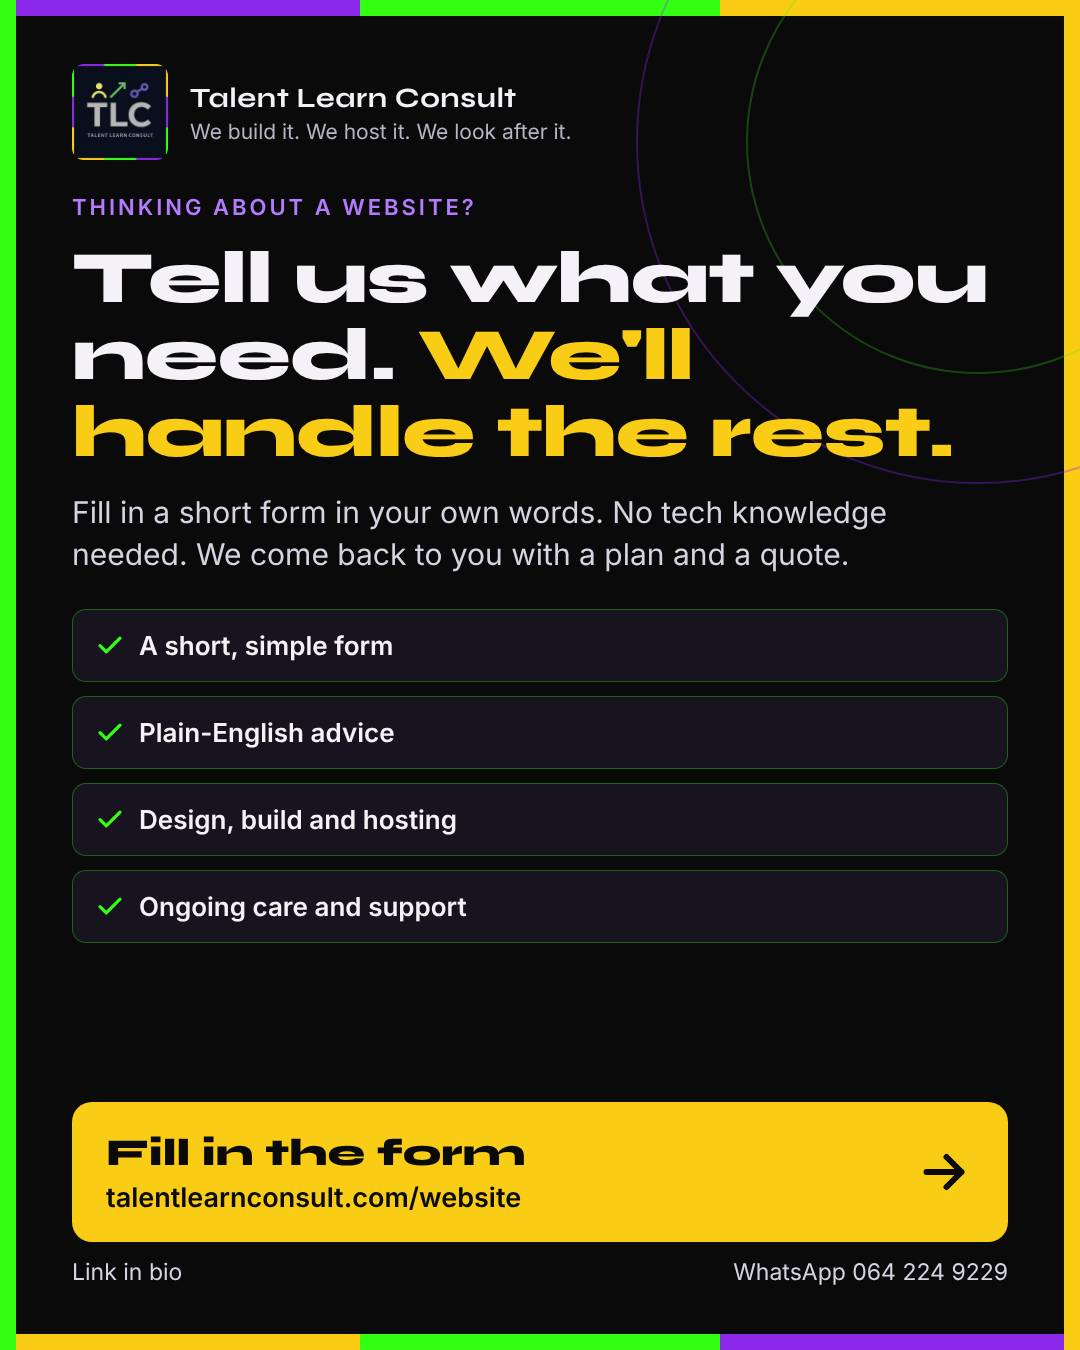 TLC
TALENT LEARN CONSULT
Talent Learn Consult
We build it. We host it. We look after it.
THINKING ABOUT A WEBSITE?
Tell us what you
need. We'll
handle the rest.
Fill in a short form in your own words. No tech knowledge
needed. We come back to you with a plan and a quote.
A short, simple form
Plain-English advice
Design, build and hosting
Ongoing care and support
Fill in the form
talentlearnconsult.com/website
Link in bio
WhatsApp 064 224 9229